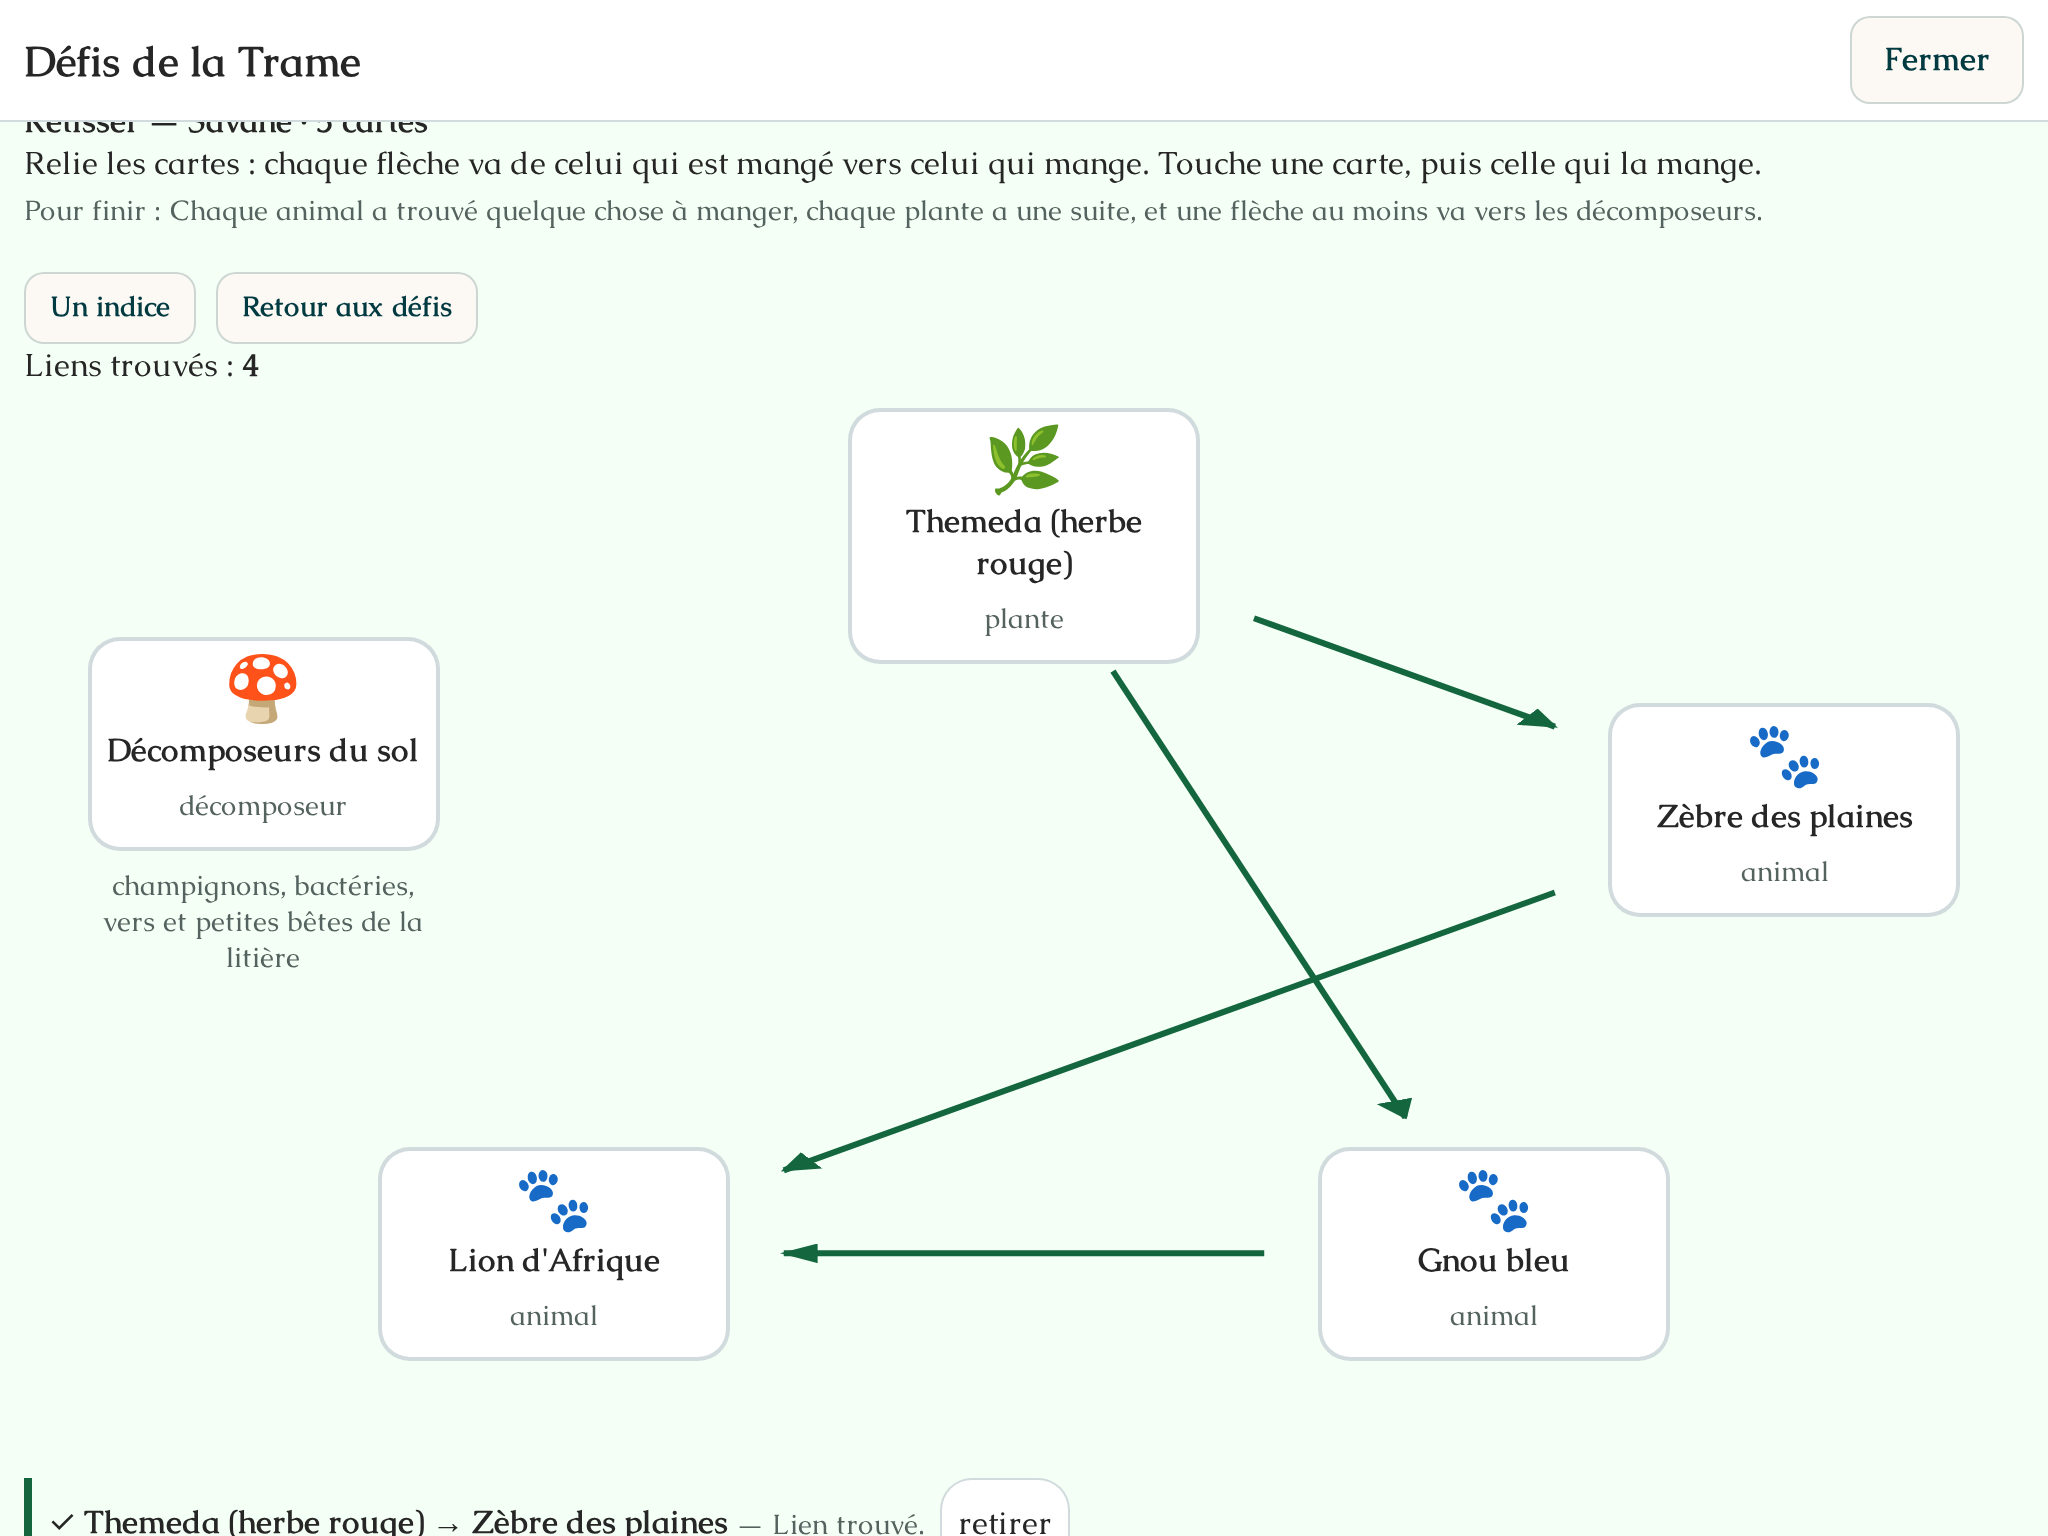 Défis de la Trame
Fermer
Retisser — Savane · 5 cartes
Relie les cartes : chaque flèche va de celui qui est mangé vers celui qui mange. Touche une carte, puis celle qui la mange.
Pour finir : Chaque animal a trouvé quelque chose à manger, chaque plante a une suite, et une flèche au moins va vers les décomposeurs.
Un indice
Retour aux défis
Liens trouvés : 4
Themeda (herbe
rouge)
plante
Décomposeurs du sol
décomposeur
champignons, bactéries,
vers et petites bêtes de la
litière
Zèbre des plaines
animal
Lion d'Afrique
animal
Gnou bleu
animal
✓ Themeda (herbe rouge) → Zèbre des plaines — Lien trouvé.
retirer